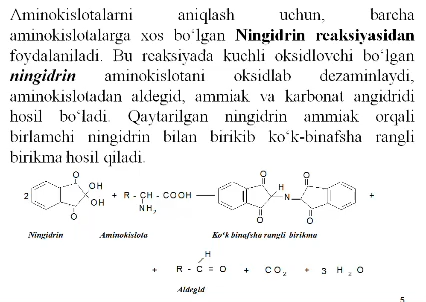 Aminokislotalarni aniqlash uchun, barcha
aminokislotalarga xos bo‘lgan Ningidrin reaksiyasidan
foydalaniladi. Bu reaksiyada kuchli oksidlovchi bo‘lgan
ningidrin aminokislotani oksidlab dezaminlaydi,
aminokislotadan aldegid, ammiak va karbonat angidridi
hosil bo‘ladi. Qaytarilgan ningidrin ammiak orqali
birlamchi ningidrin bilan birikib ko‘k-binafsha rangli
birikma hosil qiladi.
O O O
2 OH OH + R - CH - COOH H N +
NH2
O O O
Ningidrin Aminokislota Ko‘k binafsha rangli birikma
H
+ R - C = O + CO2 + 3 H2O
Aldegid
5